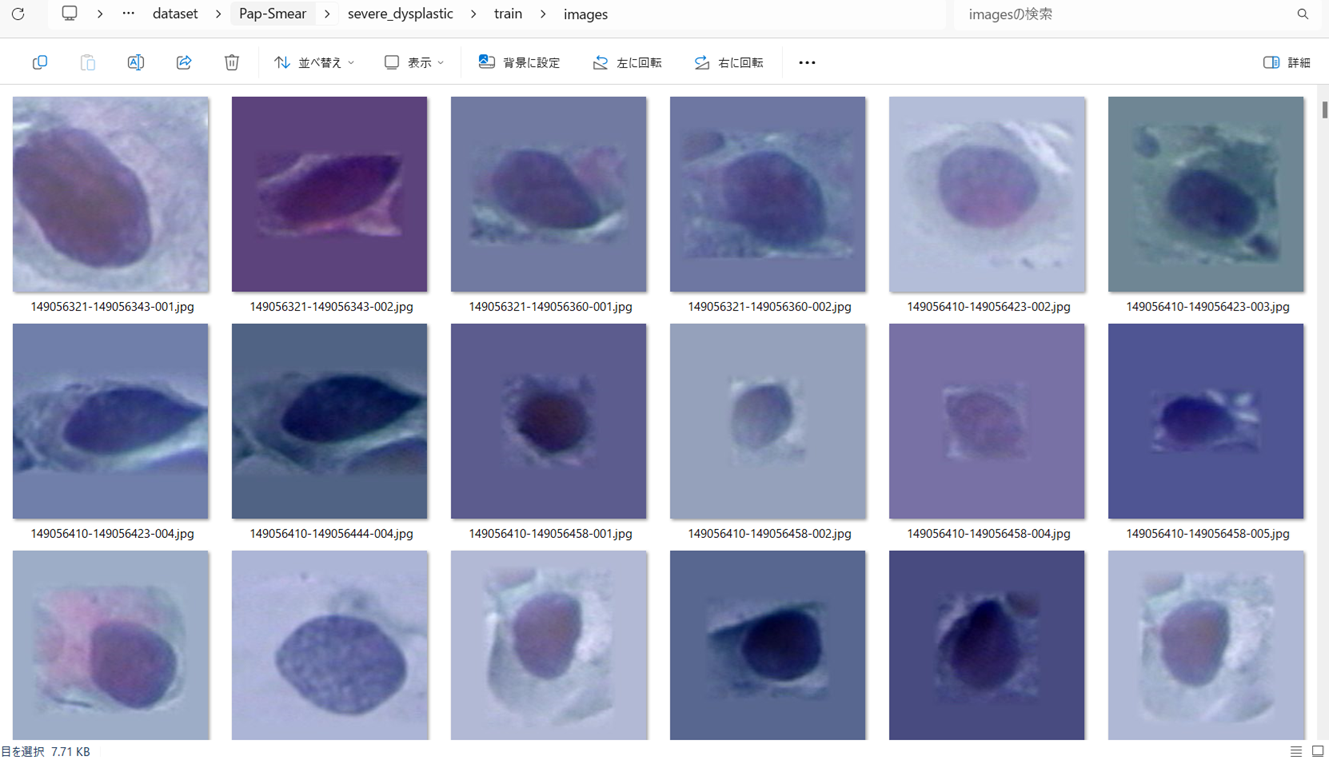 … dataset > Pap-Smear > severe_dysplastic > train > images imagesの検索
並べ替え 表示 背景に設定 左に回転 右に回転 … 詳細
149056321-149056343-001.jpg 149056321-149056343-002.jpg 149056321-149056360-001.jpg 149056321-149056360-002.jpg 149056410-149056423-002.jpg 149056410-149056423-003.jpg
149056410-149056423-004.jpg 149056410-149056444-004.jpg 149056410-149056458-001.jpg 149056410-149056458-002.jpg 149056410-149056458-004.jpg 149056410-149056458-005.jpg
目を選択 7.71 KB